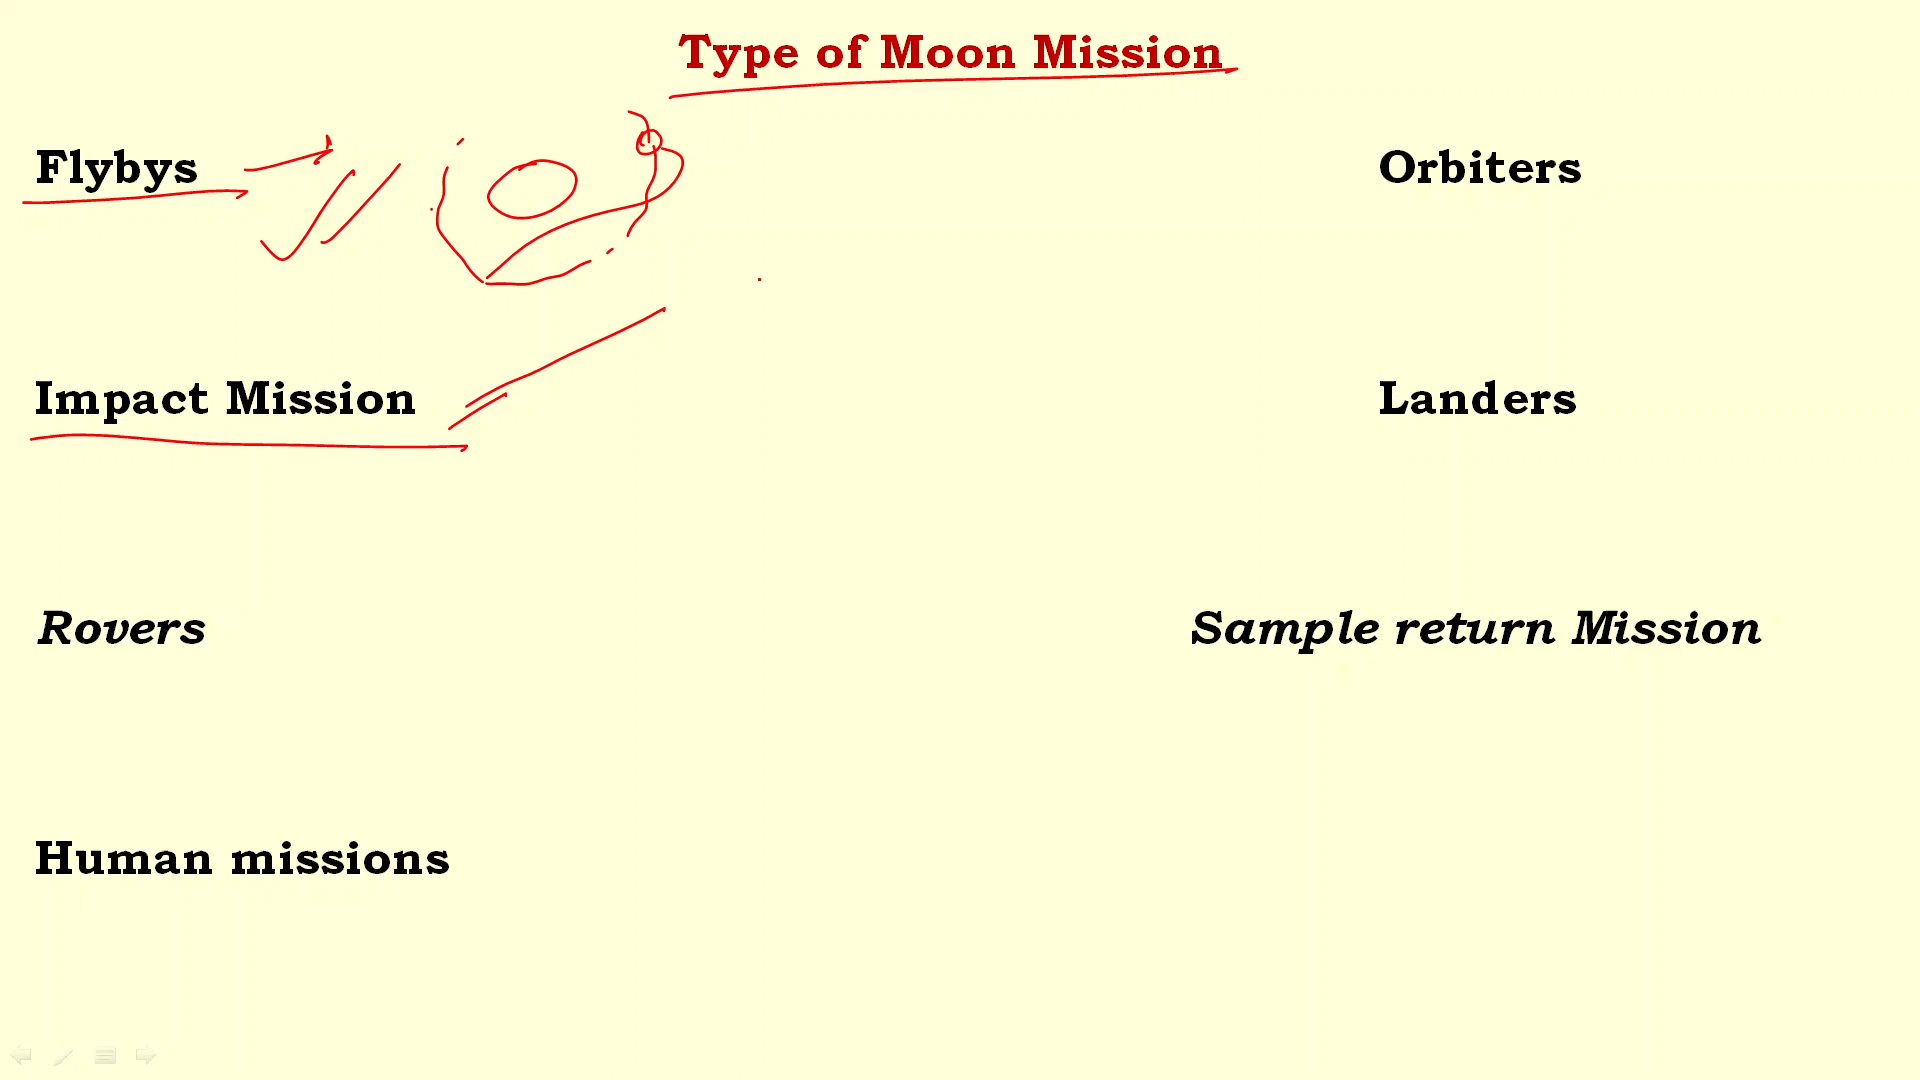 Type of Moon Mission
Flybys
Orbiters
Impact Mission
Landers
Rovers
Sample return Mission
Human missions